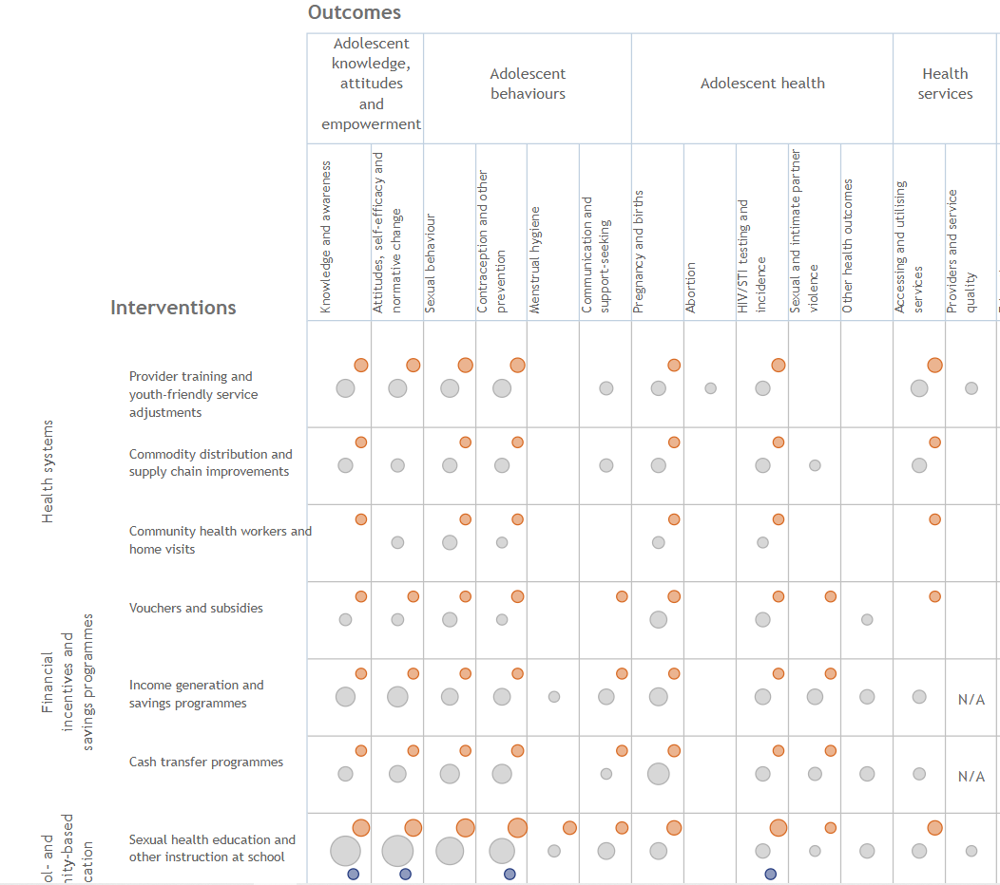 Outcomes
Adolescent
knowledge,
attitudes
and
empowerment
Adolescent
behaviours
Adolescent health
Health
services
Knowledge and awareness
Attitudes, self-efficacy and
normative change
Sexual behaviour
Contraception and other
prevention
Menstrual hygiene
Communication and
support-seeking
Pregnancy and births
Abortion
HIV/STI testing and
incidence
Sexual and intimate partner
violence
Other health outcomes
Accessing and utilising
services
Providers and service
quality
Interventions
Health systems
Provider training and
youth-friendly service
adjustments
Commodity distribution and
supply chain improvements
Community health workers and
home visits
Financial
incentives and
savings programmes
Vouchers and subsidies
Income generation and
savings programmes
N/A
Cash transfer programmes
N/A
ol- and
nity-based
cation
Sexual health education and
other instruction at school